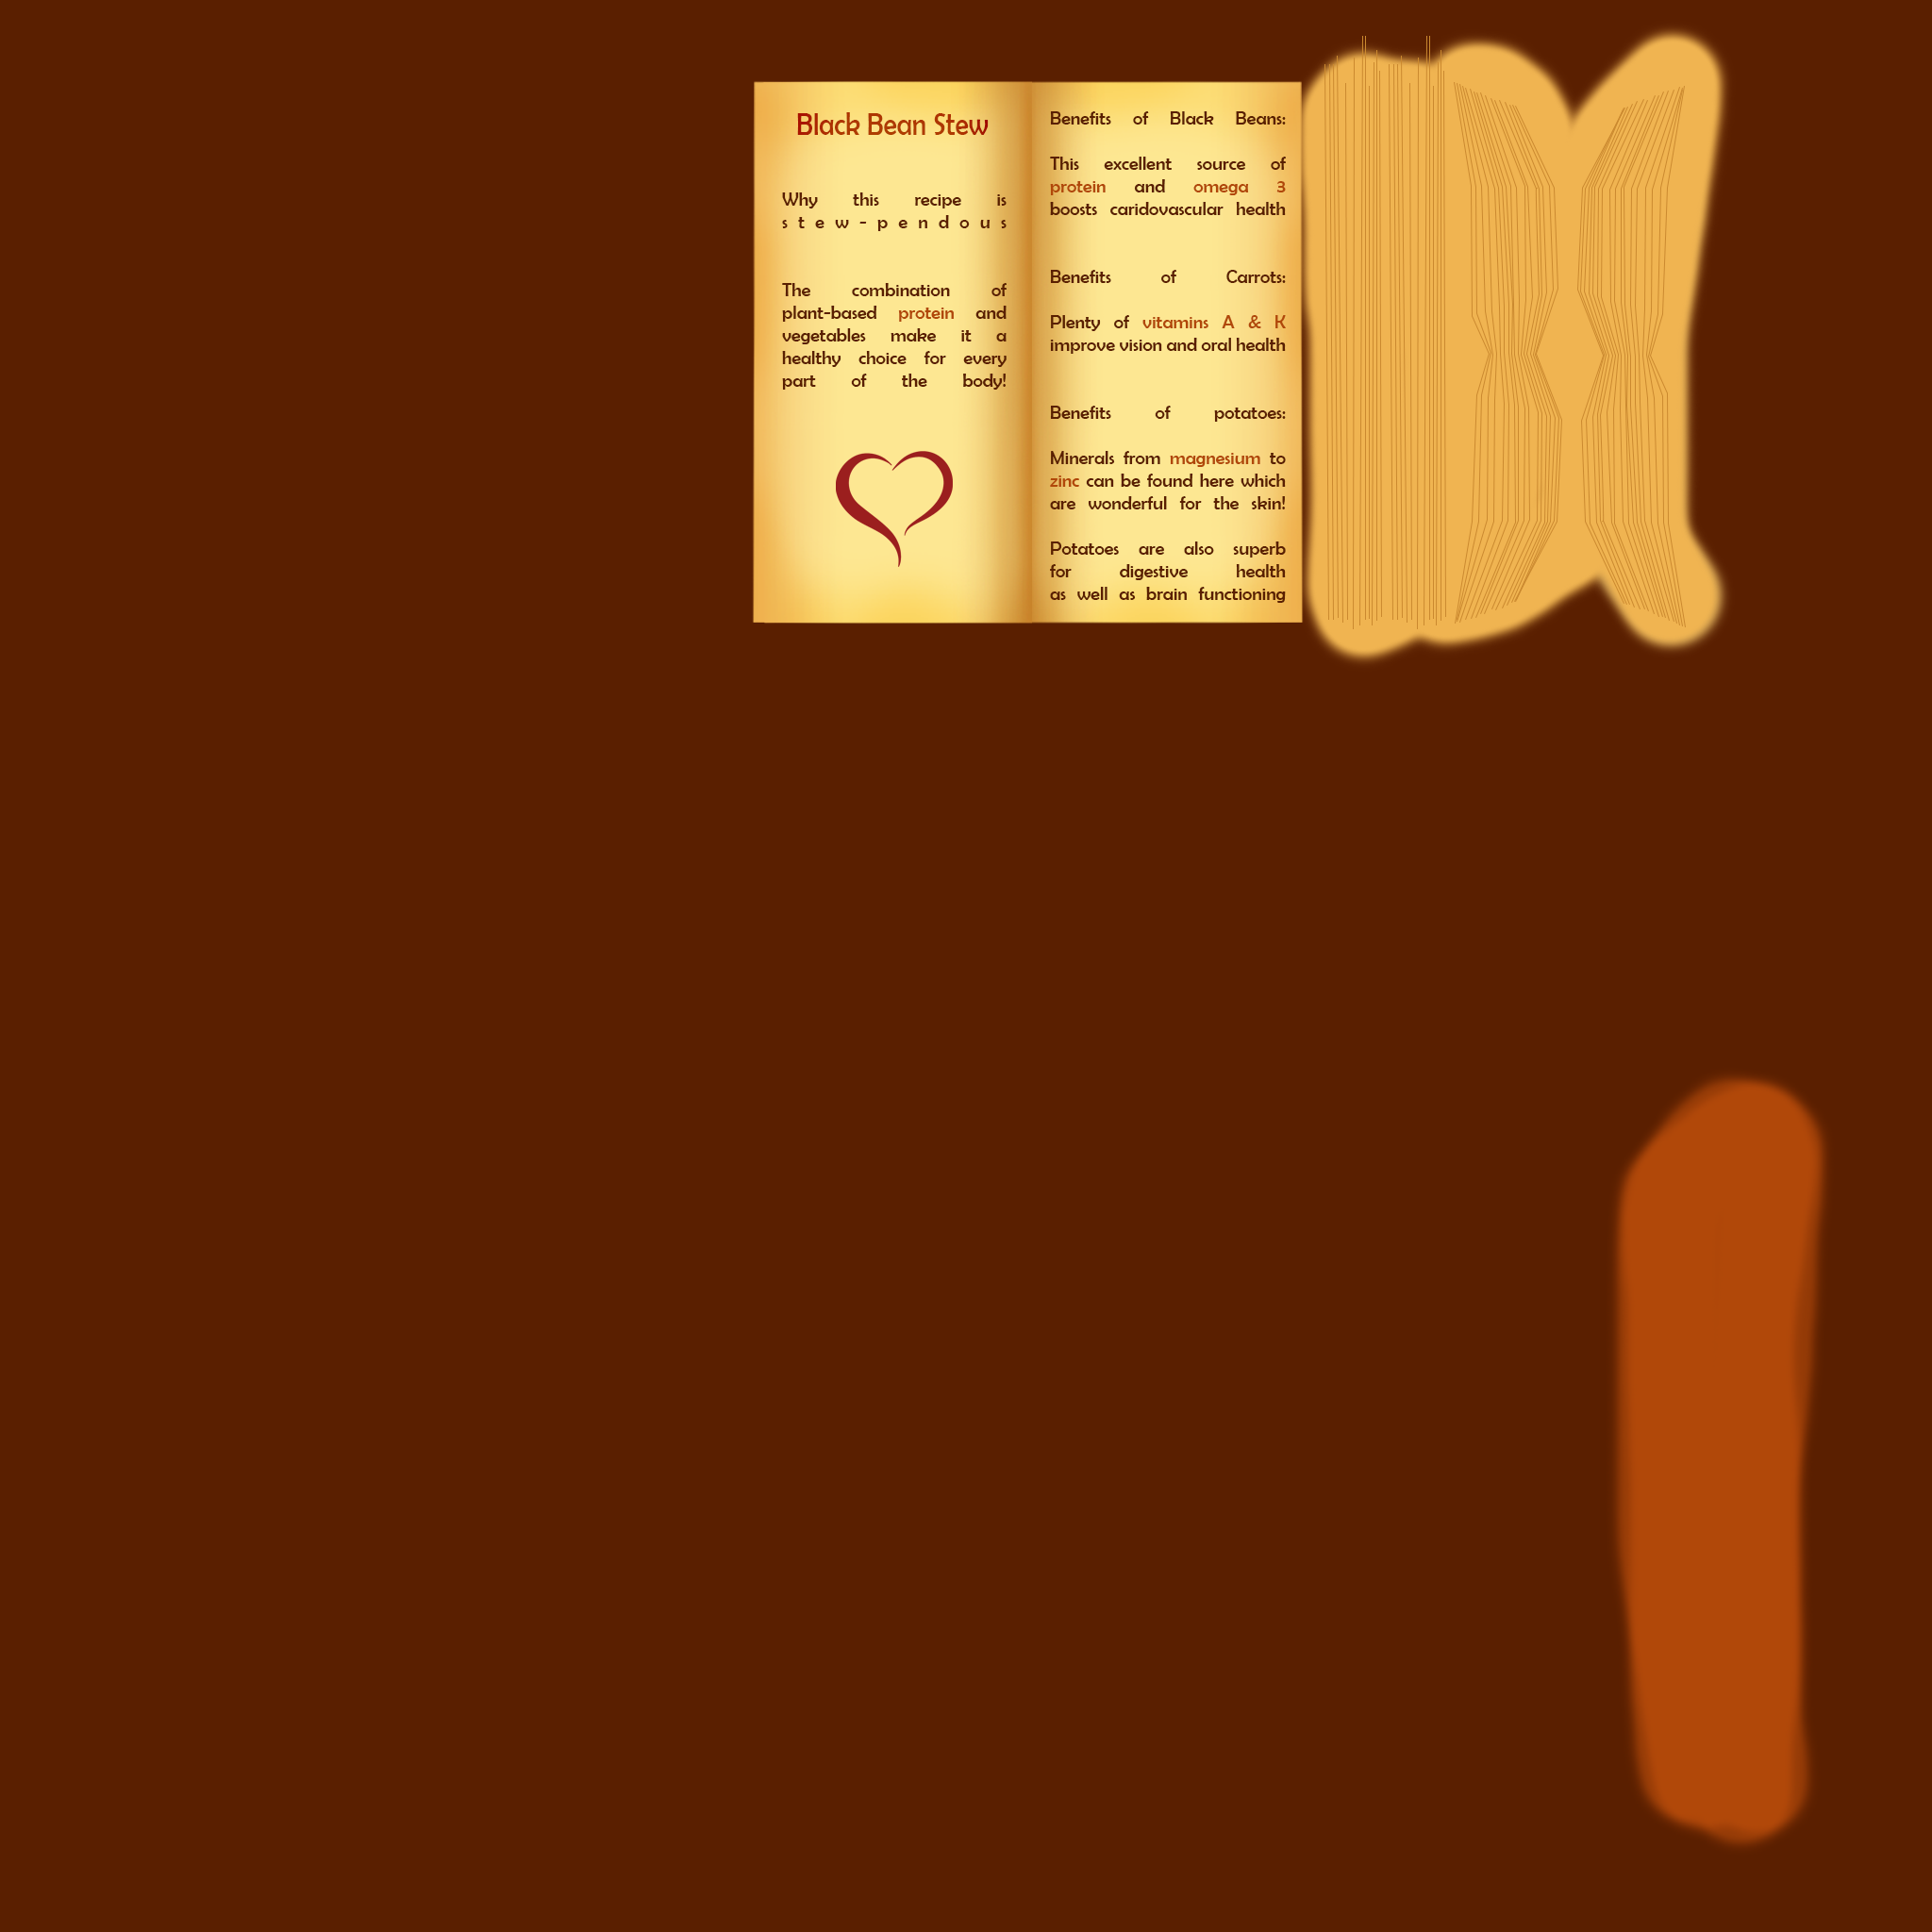 Black Bean Stew
Why this recipe is
stew-pendous
The combination of
plant-based protein and
vegetables make it a
healthy choice for every
part of the body!
Benefits of Black Beans:
This excellent source of
protein and omega 3
boosts caridovascular health
Benefits of Carrots:
Plenty of vitamins A & K
improve vision and oral health
Benefits of potatoes:
Minerals from magnesium to
zinc can be found here which
are wonderful for the skin!
Potatoes are also superb
for digestive health
as well as brain functioning